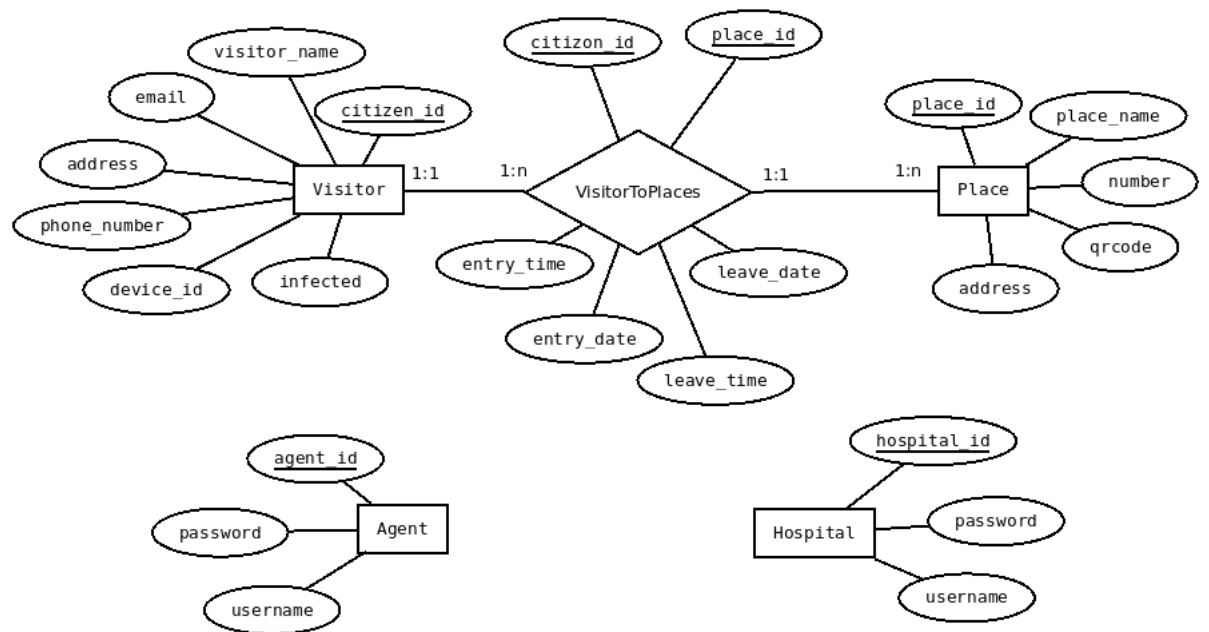 visitor_name
citizon_id
place_id
email
citizen_id
place_id
place_name
address
Visitor
1:1
1:n
VisitorToPlaces
1:1
1:n
Place
number
phone_number
qrcode
device_id
infected
entry_time
leave_date
address
entry_date
leave_time
agent_id
hospital_id
password
Agent
Hospital
password
username
username